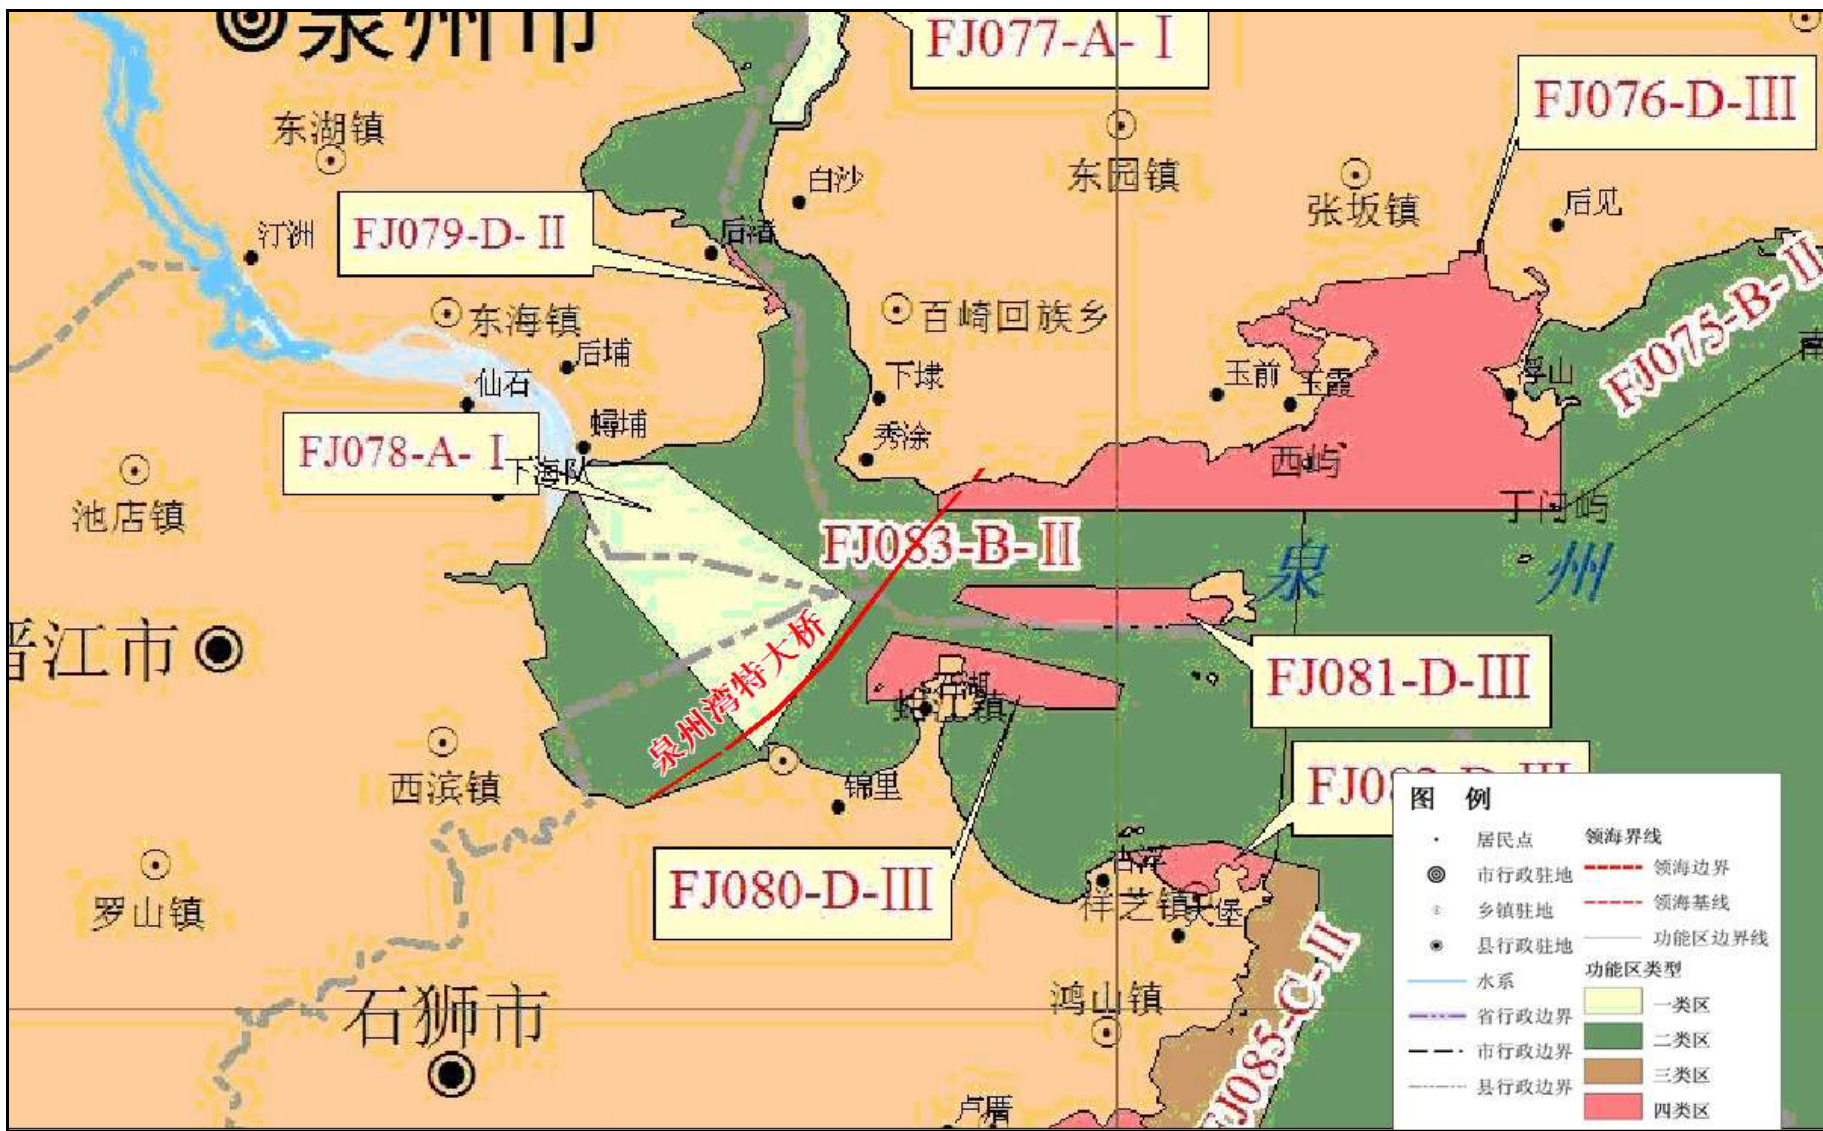 泉州市
FJ077-A-Ⅰ
FJ076-D-III
东湖镇
白沙
东园镇
张坂镇
后见
汀洲
FJ079-D-Ⅱ
后渚
FJ075-B-Ⅱ
东海镇
百崎回族乡
南
后埔
仙石
下埭
玉前
玉霞
浮山
蟳埔
秀涂
FJ078-A-Ⅰ
下海队
西屿
池店镇
丁门屿
FJ083-B-Ⅱ
泉州
晋江市
泉州湾特大桥
FJ081-D-III
石湖
蚶江镇
西滨镇
锦里
FJ08
FJ080-D-III
古浮
祥芝镇
大堡
罗山镇
石狮市
鸿山镇
FJ085-C-II
卢厝
图 例
居民点
市行政驻地
乡镇驻地
县行政驻地
水系
省行政边界
市行政边界
县行政边界
领海界线
领海边界
领海基线
功能区边界线
功能区类型
一类区
二类区
三类区
四类区